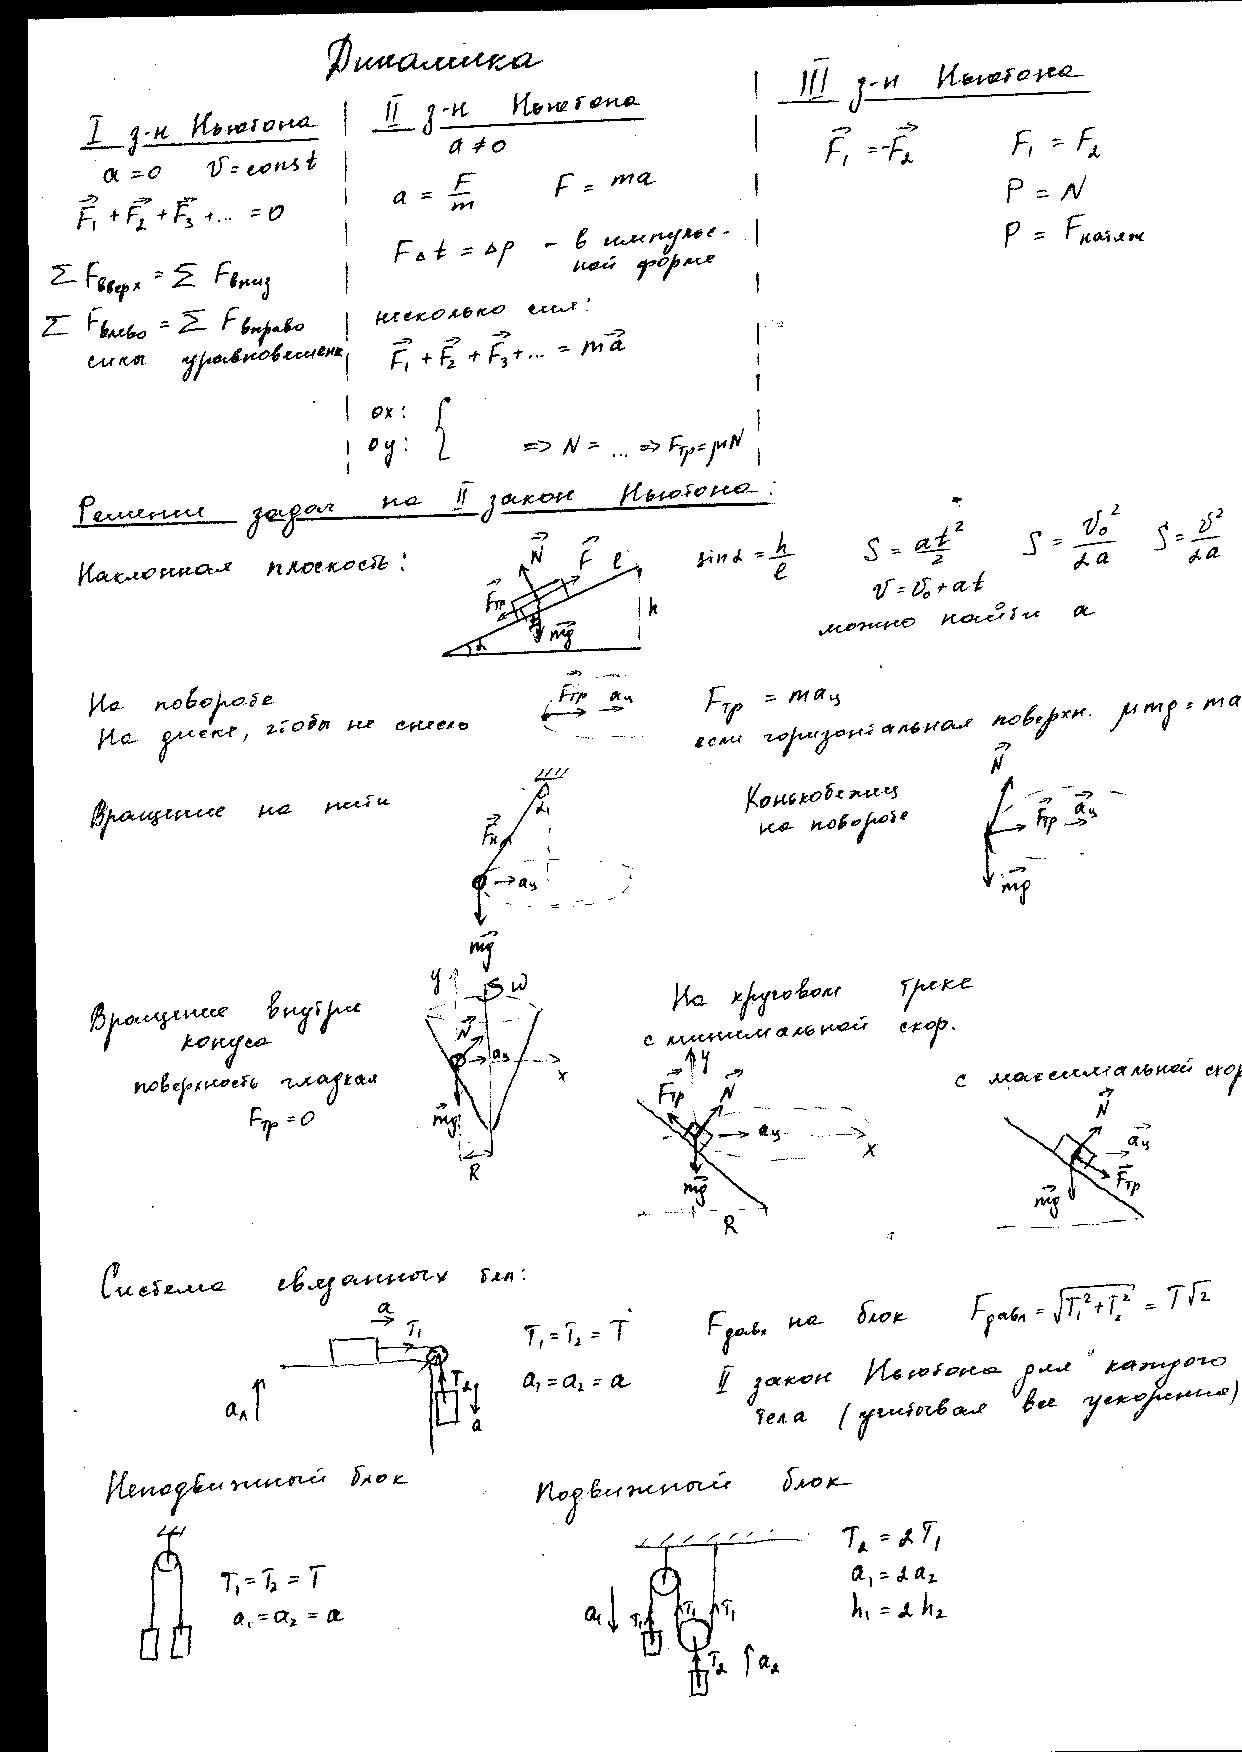 Динамика
I з-н Ньютона
a = 0 v = const
F₁ + F₂ + F₃ + ... = 0
Σ Fвверх = Σ Fвниз
Σ Fвлево = Σ Fвправо
силы уравновешены
II з-н Ньютона
a ≠ 0
a = F/m F = ma
FΔt = Δp – в импульс-
ной форме
несколько сил:
F₁ + F₂ + F₃ + ... = ma
ox:
oy: { => N = ... => Fтр = μN
III з-н Ньютона
F₁ = -F₂ F₁ = F₂
P = N
P = Fнатяж
Решение задач на II закон Ньютона:
Наклонная плоскость:
N F l
Fтр
mg
h
α
sin α = h/l S = at²/2 S = v₀²/2a S = v²/2a
v = v₀ + at
можно найти a
На повороте
На диске, чтобы не снесло
Fтр aц
Fтр = maц
если горизонтальная поверхн. μmg = ma
Вращение на нити
α
Fн
aц
mg
Конькобежец
на повороте
N
Fтр aц
mg
Вращение внутри
конуса
поверхность гладкая
Fтр = 0
y ω
N
aц
x
mg
R
На круговом треке
с минимальной скор.
y
Fтр N
aц
x
mg
R
с максимальной скор
N
aц
Fтр
mg
Система связанных тел:
a
T₁
T₂
a
aл
T₁ = T₂ = T
a₁ = a₂ = a
Fдавл на блок Fдавл = √(T₁² + T₂²) = T√2
II закон Ньютона для каждого
тела (учитывая все ускорения)
Неподвижный блок
T₁ = T₂ = T
a₁ = a₂ = a
Подвижный блок
a₁ T₁ T₁ T₁
T₂ a₂
T₂ = 2T₁
a₁ = 2a₂
h₁ = 2h₂